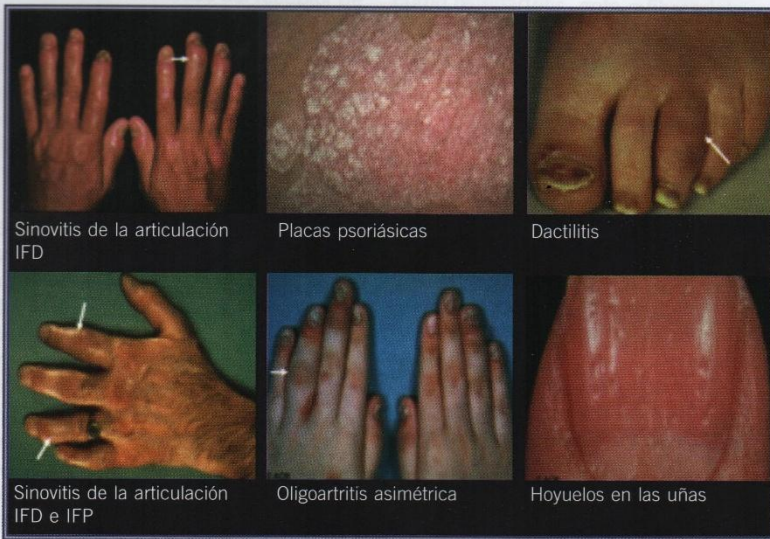 Sinovitis de la articulación
IFD
Placas psoriásicas
Dactilitis
Sinovitis de la articulación
IFD e IFP
Oligoartritis asimétrica
Hoyuelos en las uñas